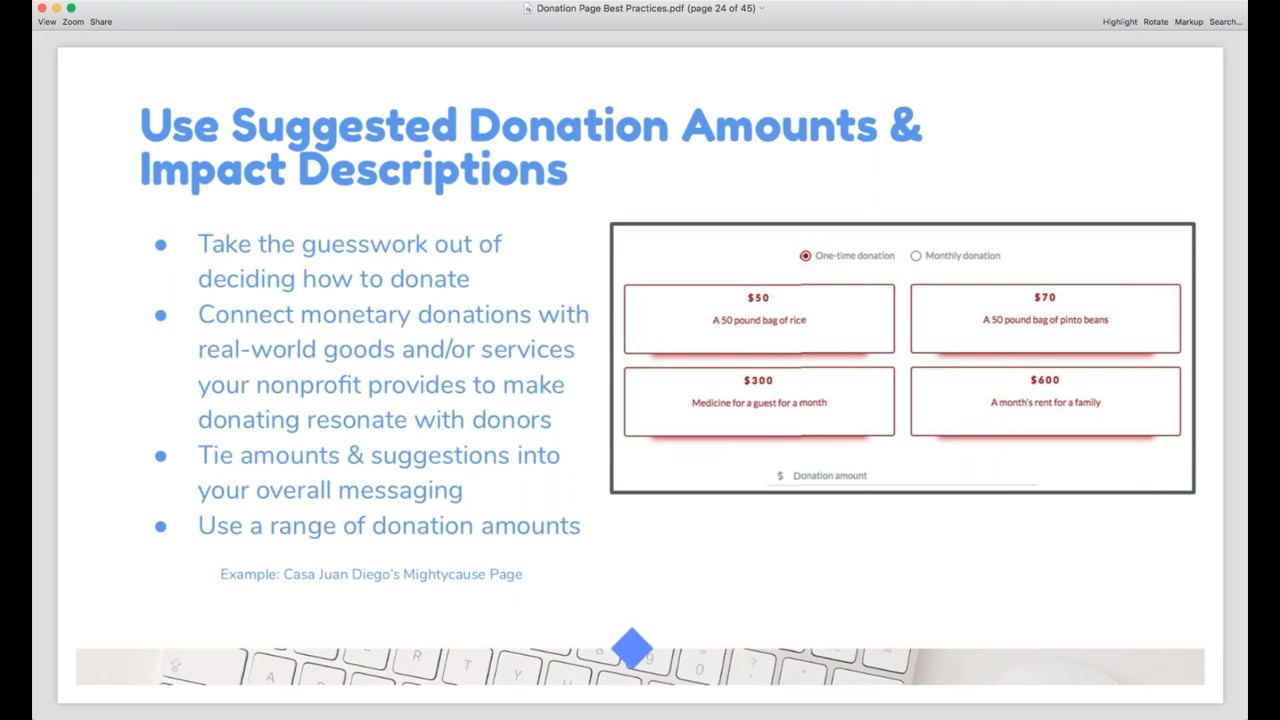 Donation Page Best Practices.pdf (page 24 of 45)
View Zoom Share
Highlight Rotate Markup Search...
Use Suggested Donation Amounts &
Impact Descriptions
● Take the guesswork out of
deciding how to donate
● Connect monetary donations with
real-world goods and/or services
your nonprofit provides to make
donating resonate with donors
● Tie amounts & suggestions into
your overall messaging
● Use a range of donation amounts
Example: Casa Juan Diego's Mightycause Page
One-time donation Monthly donation
$50
A 50 pound bag of rice
$70
A 50 pound bag of pinto beans
$300
Medicine for a guest for a month
$600
A month's rent for a family
$ Donation amount
R
T
Y
U
A
9
0
?